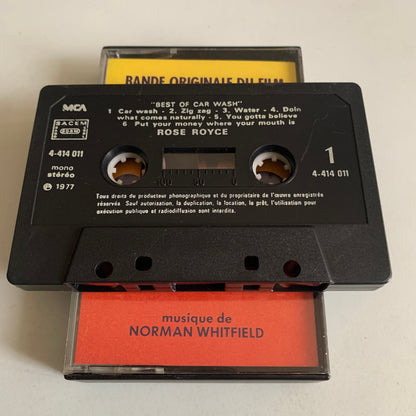 BANDE ORIGINALE DU FILM
MCA
"BEST OF CAR WASH"
1 Car wash - 2. Zig zag - 3. Water - 4. Doin
what comes naturally - 5. You gotta believe
6 Put your money where your mouth is
ROSE ROYCE
SACEM
4-414 011
mono
stéréo
℗ 1977
100
50
0
1
4-414 011
Tous droits du producteur phonographique et du propriétaire de l'œuvre enregistrée
réservés. Sauf autorisation, la duplication, la location, le prêt, l'utilisation pour
exécution publique et radiodiffusion sont interdits.
musique de
NORMAN WHITFIELD